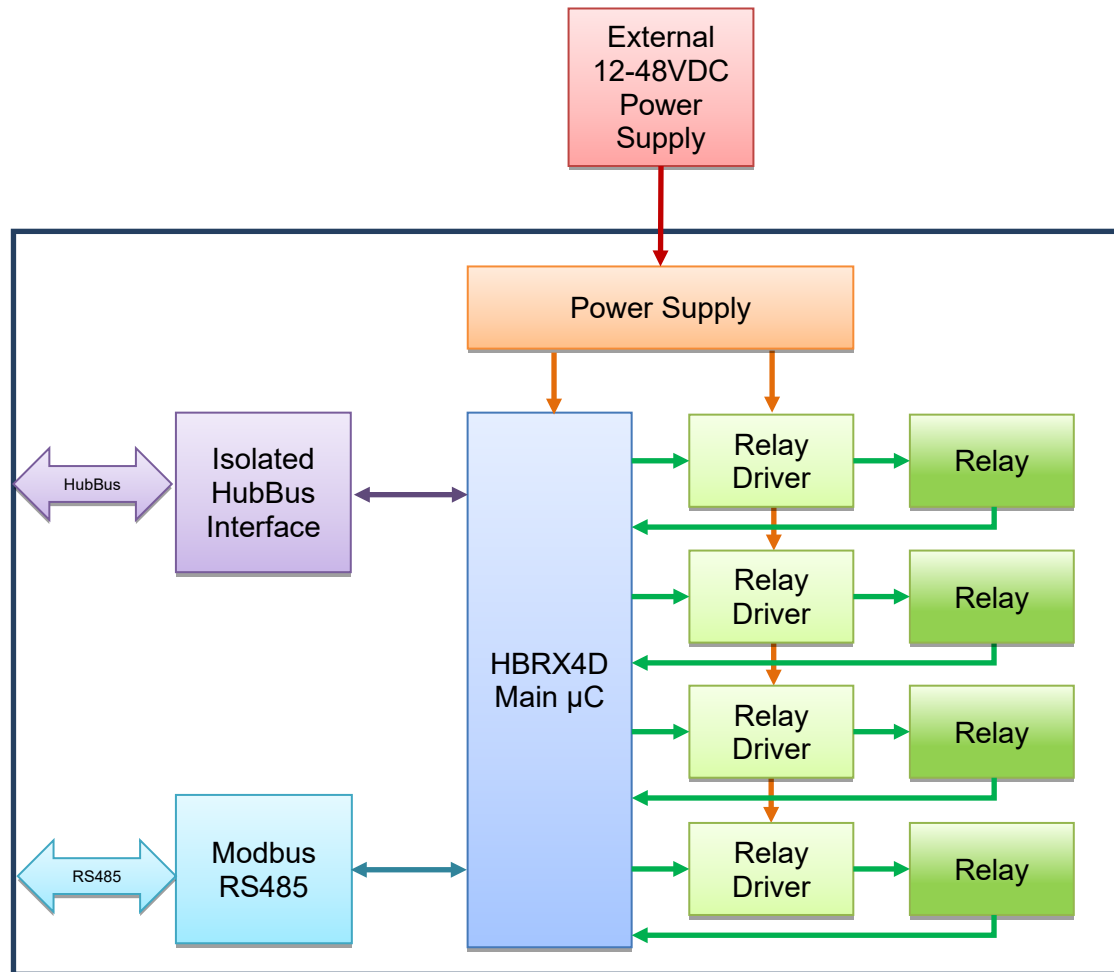 External
12-48VDC
Power
Supply
Power Supply
Isolated
HubBus
Interface
HubBus
HBRX4D
Main µC
Relay
Driver
Relay
Relay
Driver
Relay
Relay
Driver
Relay
Relay
Driver
Relay
Modbus
RS485
RS485